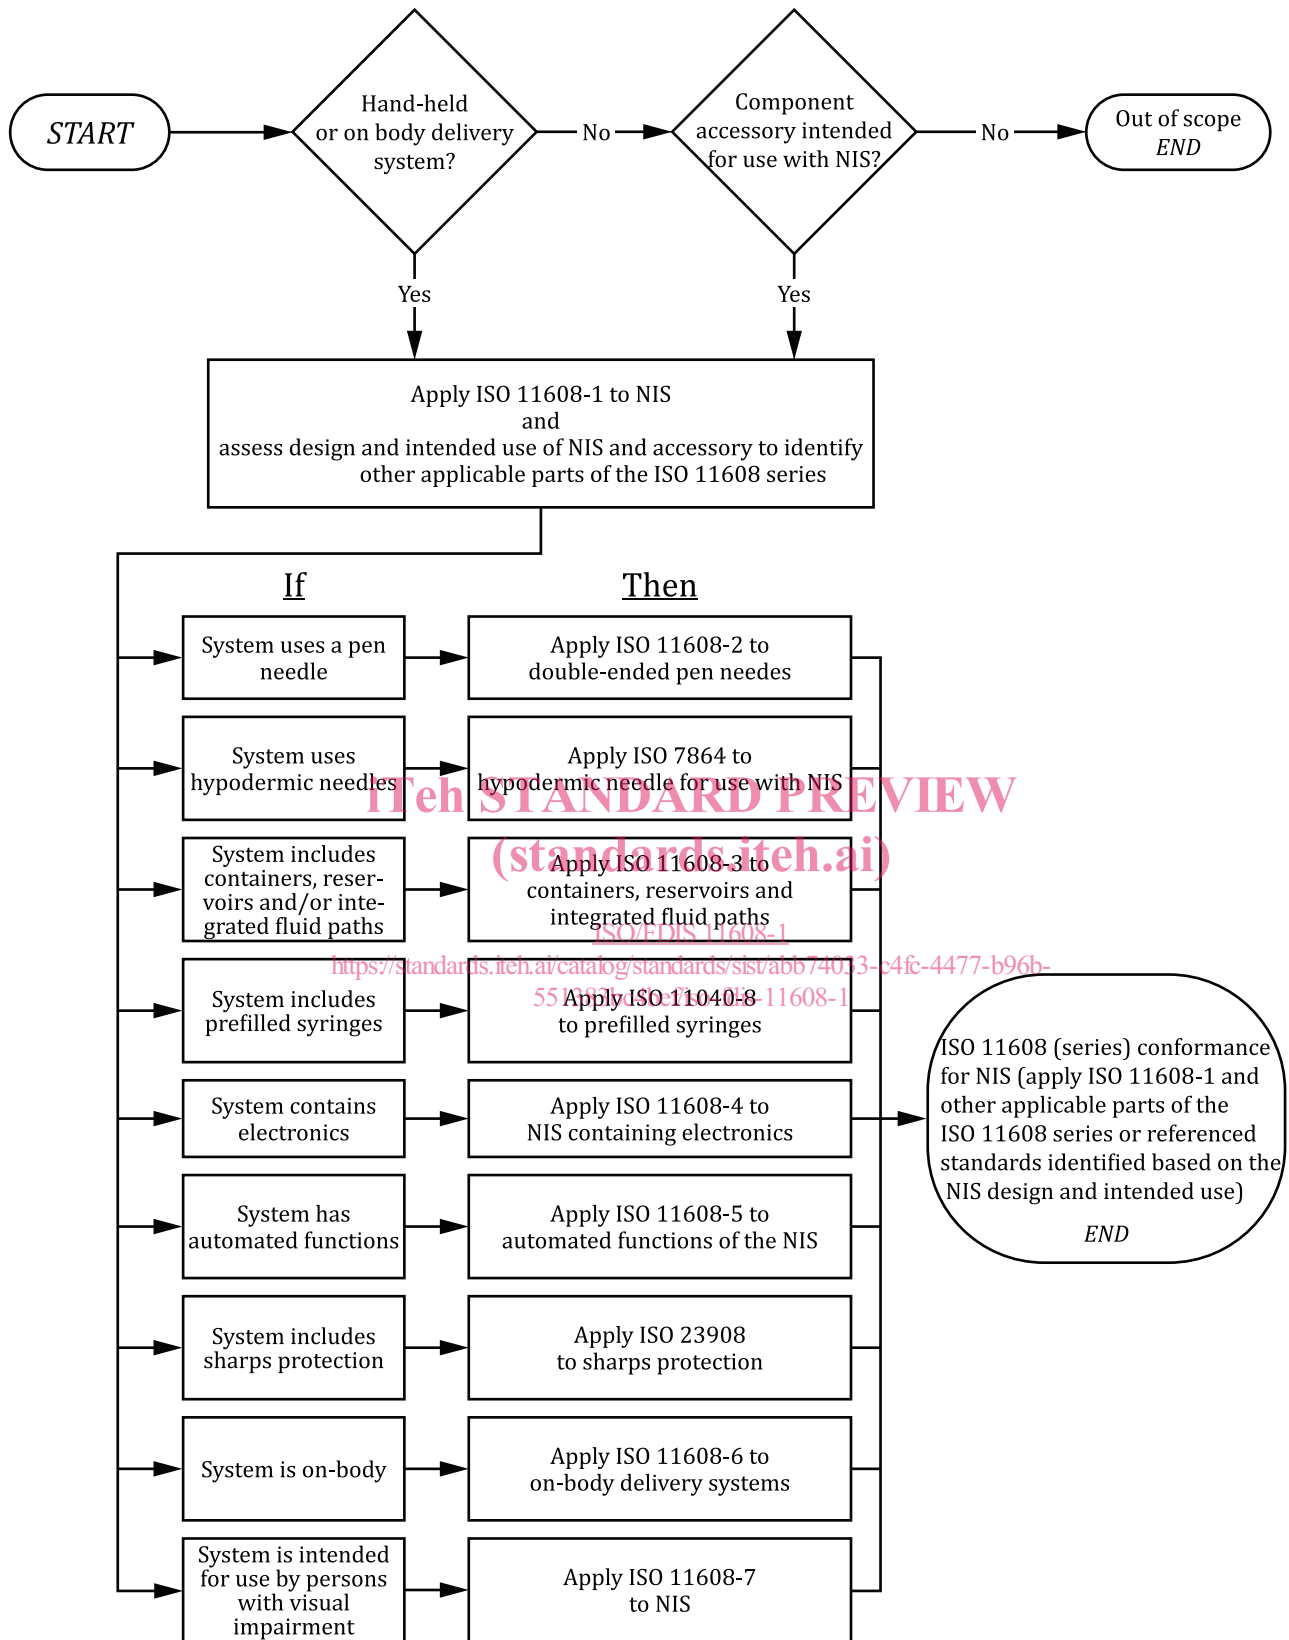 START
Hand-held
or on body delivery
system?
No
Component
accessory intended
for use with NIS?
No
Out of scope
END
Yes
Yes
Apply ISO 11608-1 to NIS
and
assess design and intended use of NIS and accessory to identify
other applicable parts of the ISO 11608 series
If
Then
System uses a pen
needle
Apply ISO 11608-2 to
double-ended pen needes
System uses
hypodermic needles
Apply ISO 7864 to
hypodermic needle for use with NIS
iTeh STANDARD PREVIEW
(standards.iteh.ai)
System includes
containers, reser-
voirs and/or inte-
grated fluid paths
Apply ISO 11608-3 to
containers, reservoirs and
integrated fluid paths
ISO/FDIS 11608-1
https://standards.iteh.ai/catalog/standards/sist/abb74033-c4fc-4477-b96b-
System includes
prefilled syringes
Apply ISO 11040-8
to prefilled syringes
System contains
electronics
Apply ISO 11608-4 to
NIS containing electronics
System has
automated functions
Apply ISO 11608-5 to
automated functions of the NIS
System includes
sharps protection
Apply ISO 23908
to sharps protection
System is on-body
Apply ISO 11608-6 to
on-body delivery systems
System is intended
for use by persons
with visual
impairment
Apply ISO 11608-7
to NIS
ISO 11608 (series) conformance
for NIS (apply ISO 11608-1 and
other applicable parts of the
ISO 11608 series or referenced
standards identified based on the
NIS design and intended use)
END